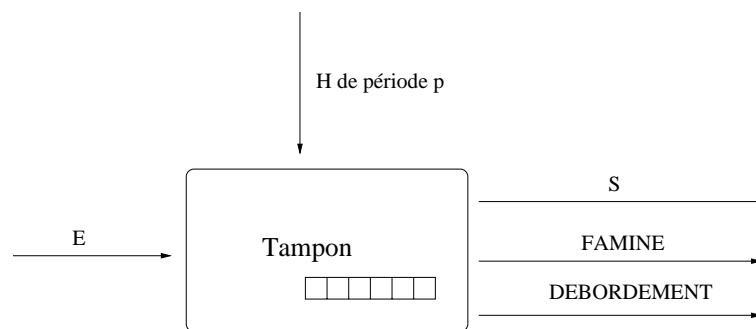 H de période p
S
E
FAMINE
Tampon
DEBORDEMENT